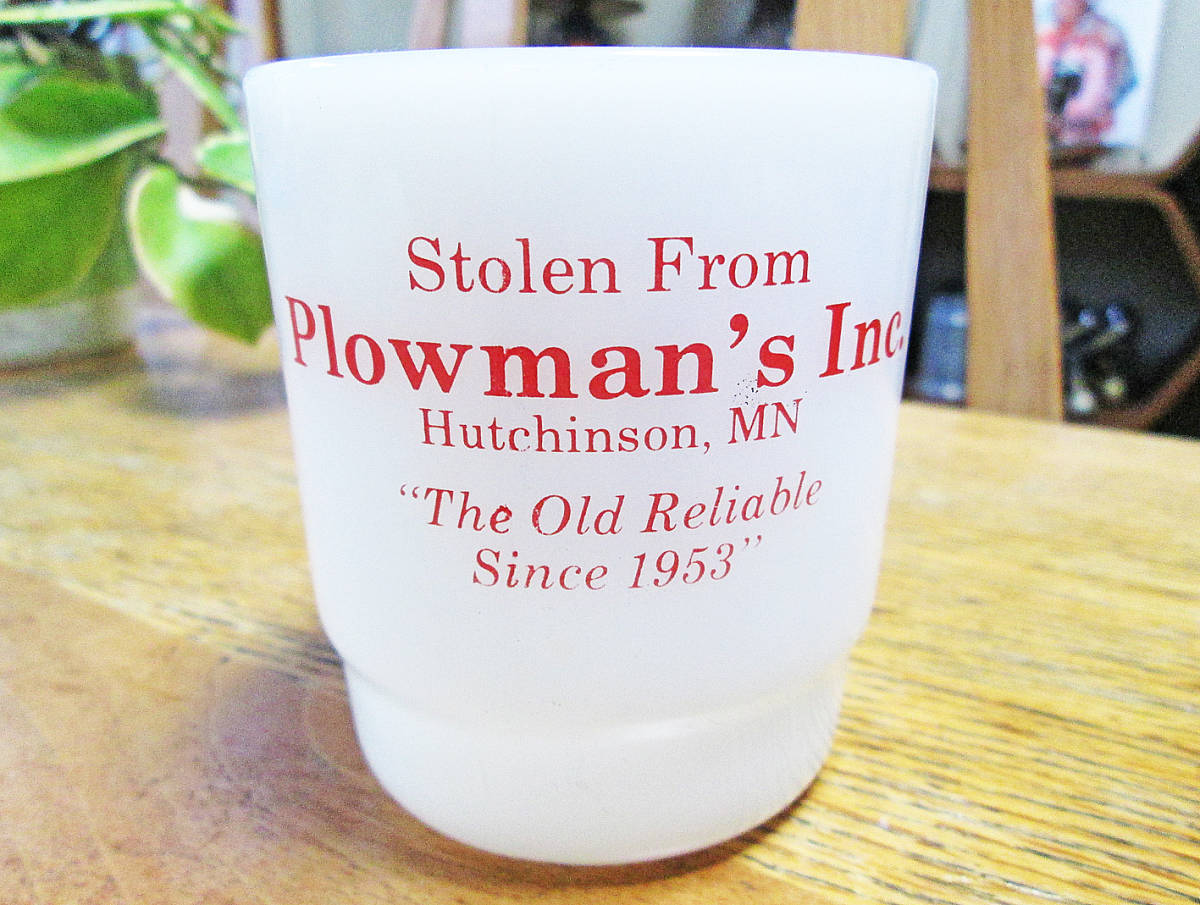 Stolen From
Plowman’s Inc.
Hutchinson, MN
“The Old Reliable
Since 1953”